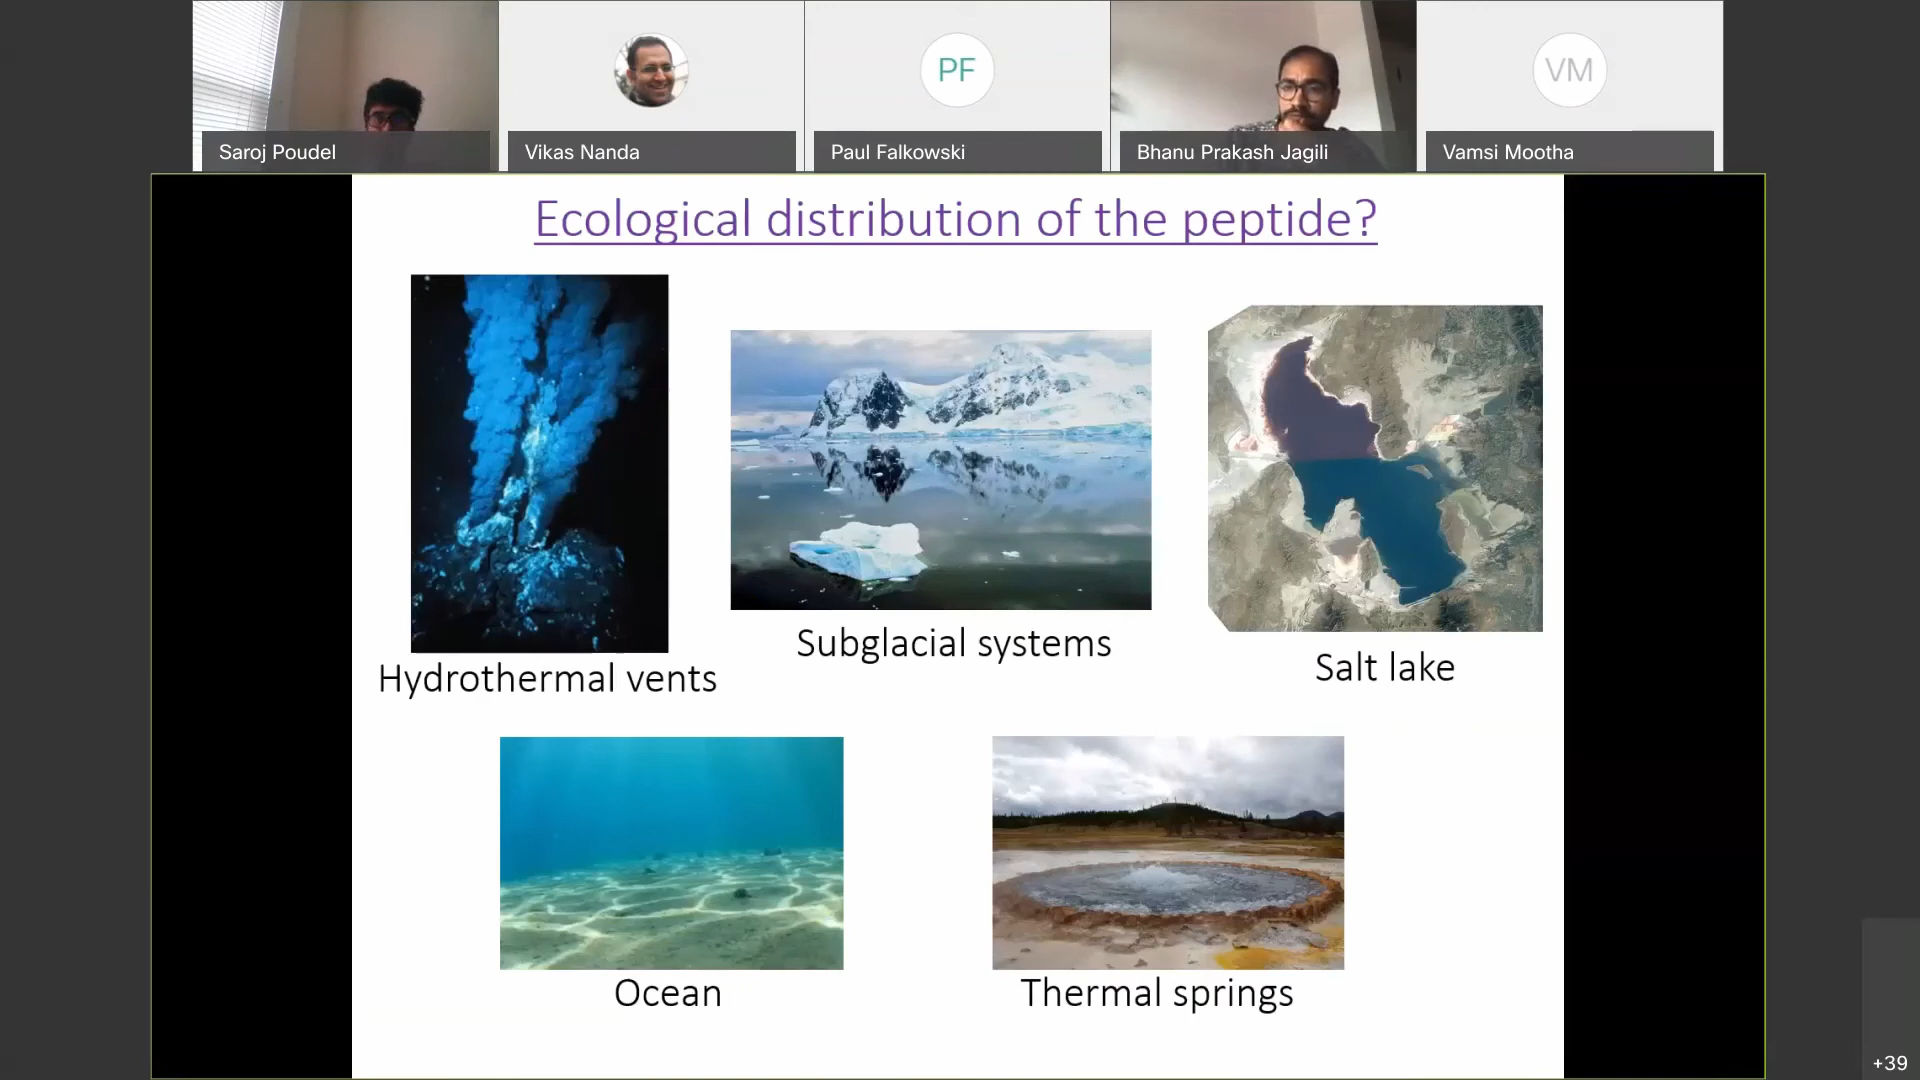 PF
VM
Saroj Poudel
Vikas Nanda
Paul Falkowski
Bhanu Prakash Jagili
Vamsi Mootha
Ecological distribution of the peptide?
Hydrothermal vents
Subglacial systems
Salt lake
Ocean
Thermal springs
+39